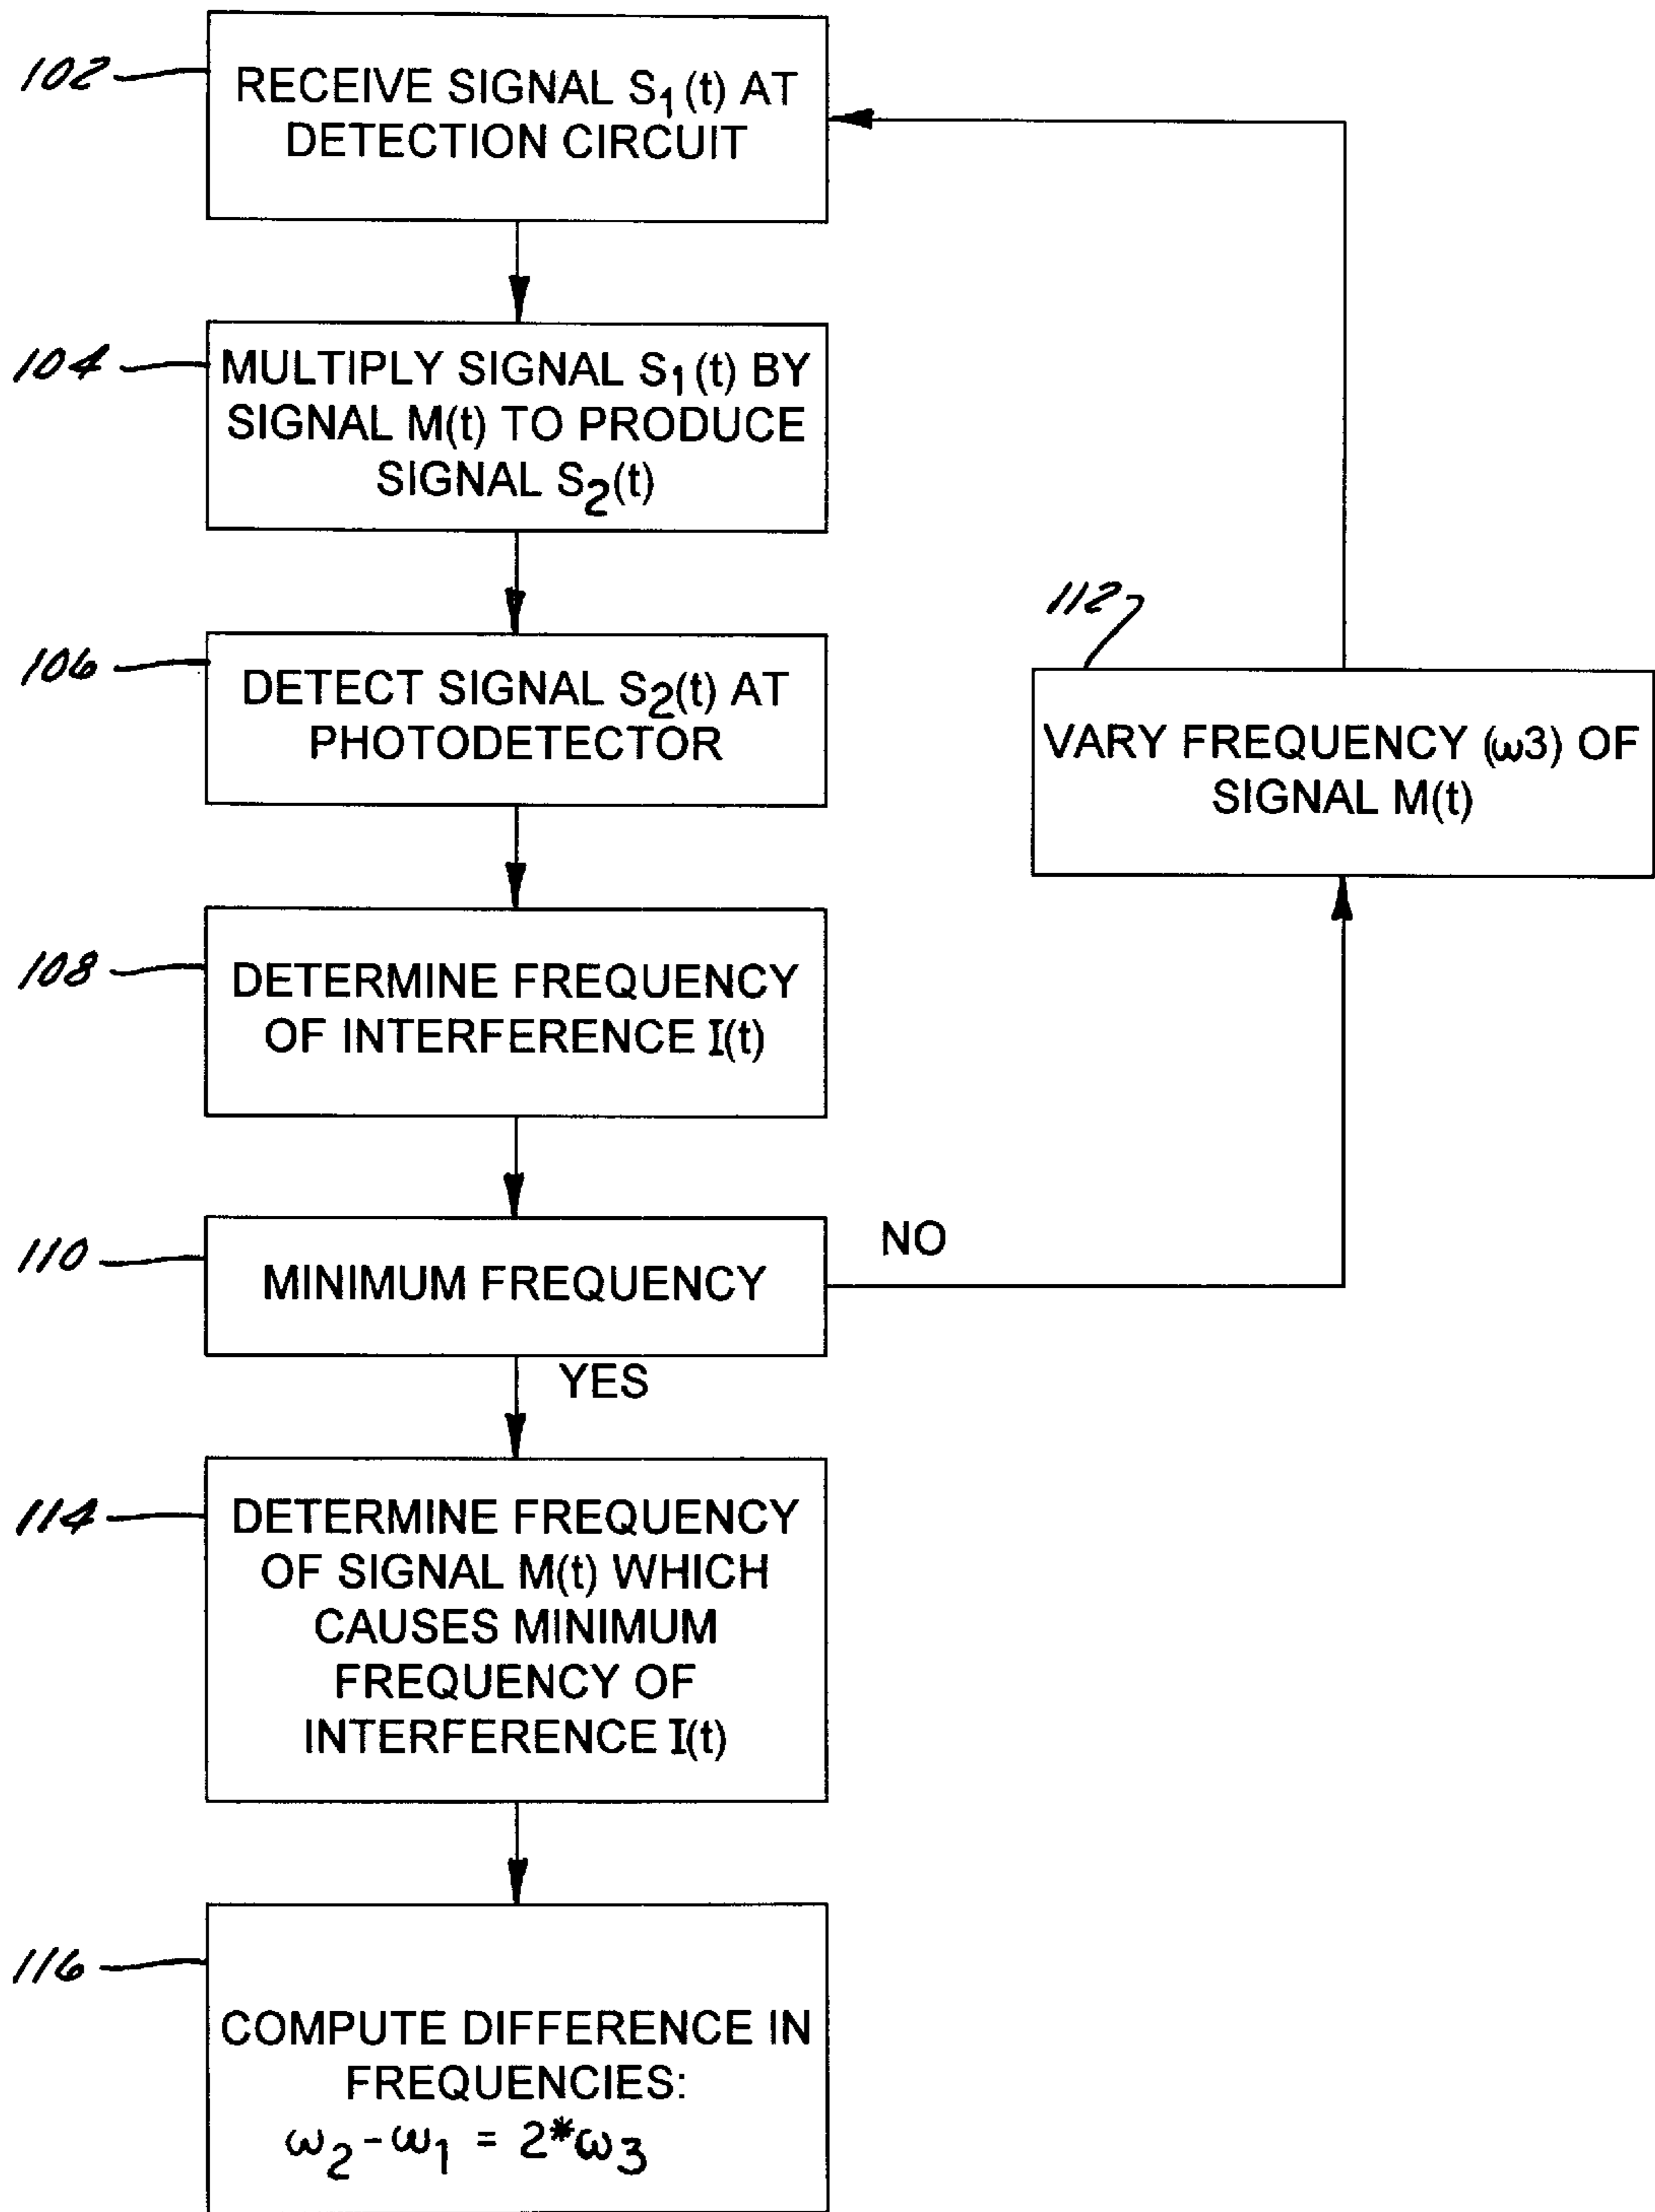 102
RECEIVE SIGNAL S₁(t) AT
DETECTION CIRCUIT
104
MULTIPLY SIGNAL S₁(t) BY
SIGNAL M(t) TO PRODUCE
SIGNAL S₂(t)
106
DETECT SIGNAL S₂(t) AT
PHOTODETECTOR
112
VARY FREQUENCY (ω3) OF
SIGNAL M(t)
108
DETERMINE FREQUENCY
OF INTERFERENCE I(t)
110
MINIMUM FREQUENCY
NO
YES
114
DETERMINE FREQUENCY
OF SIGNAL M(t) WHICH
CAUSES MINIMUM
FREQUENCY OF
INTERFERENCE I(t)
116
COMPUTE DIFFERENCE IN
FREQUENCIES:
ω₂-ω₁ = 2*ω₃